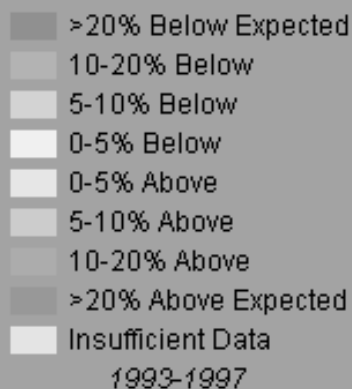 >20% Below Expected
10-20% Below
5-10% Below
0-5% Below
0-5% Above
5-10% Above
10-20% Above
>20% Above Expected
Insufficient Data
1993-1997